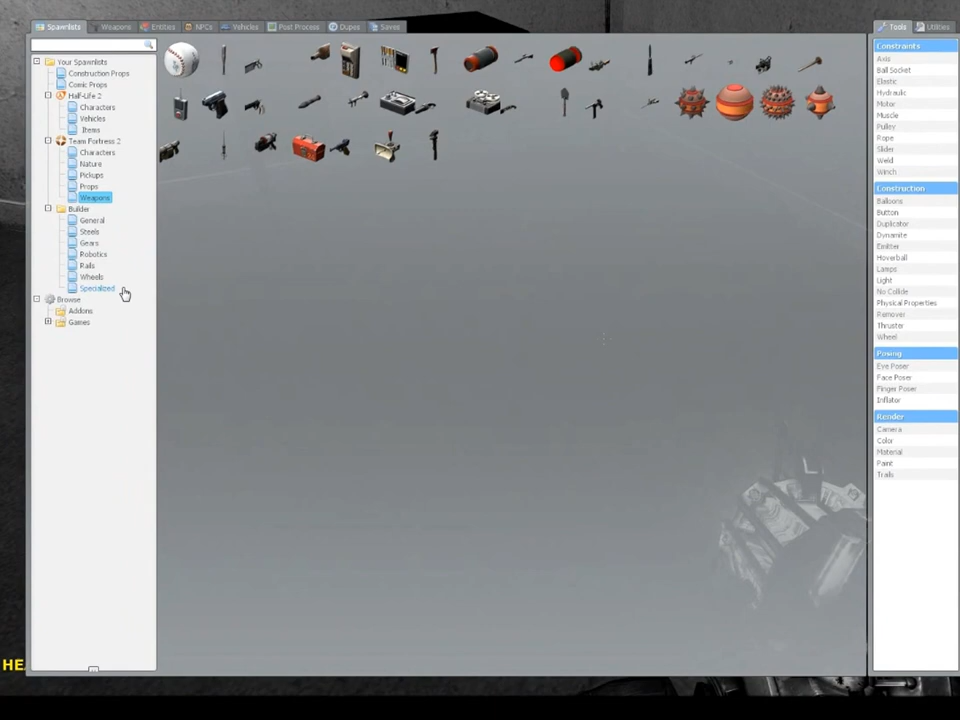 Spawnlists Weapons Entities NPCs Vehicles Post Process Dupes Saves
Your Spawnlists
Construction Props
Comic Props
Half-Life 2
Characters
Vehicles
Items
Team Fortress 2
Characters
Nature
Pickups
Props
Weapons
Builder
General
Steels
Gears
Robotics
Rails
Wheels
Specialized
Browse
Addons
Games
HE
Tools Utilities
Constraints
Axis
Ball Socket
Elastic
Hydraulic
Motor
Muscle
Pulley
Rope
Slider
Weld
Winch
Construction
Balloons
Button
Duplicator
Dynamite
Emitter
Hoverball
Lamps
Light
No Collide
Physical Properties
Remover
Thruster
Wheel
Posing
Eye Poser
Face Poser
Finger Poser
Inflator
Render
Camera
Color
Material
Paint
Trails